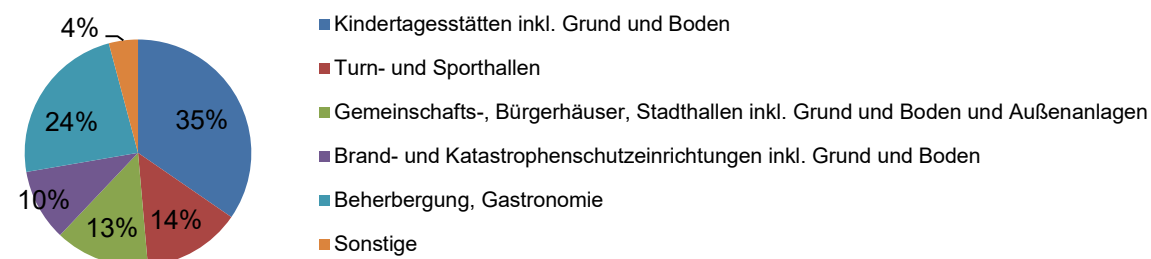 4%
35%
24%
10%
13%
14%
Kindertagesstätten inkl. Grund und Boden
Turn- und Sporthallen
Gemeinschafts-, Bürgerhäuser, Stadthallen inkl. Grund und Boden und Außenanlagen
Brand- und Katastrophenschutzeinrichtungen inkl. Grund und Boden
Beherbergung, Gastronomie
Sonstige